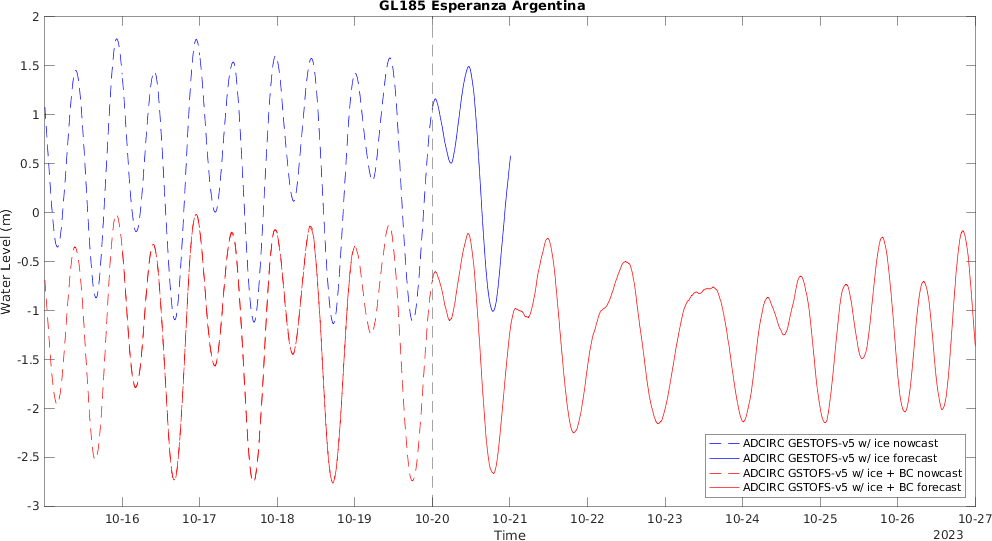 GL185 Esperanza Argentina
2
1.5
1
0.5
0
-0.5
-1
-1.5
-2
-2.5
-3
Water Level (m)
ADCIRC GESTOFS-v5 w/ ice nowcast
ADCIRC GESTOFS-v5 w/ ice forecast
ADCIRC GSTOFS-v5 w/ ice + BC nowcast
ADCIRC GSTOFS-v5 w/ ice + BC forecast
10-16 10-17 10-18 10-19 10-20 10-21 10-22 10-23 10-24 10-25 10-26 10-27
Time
2023